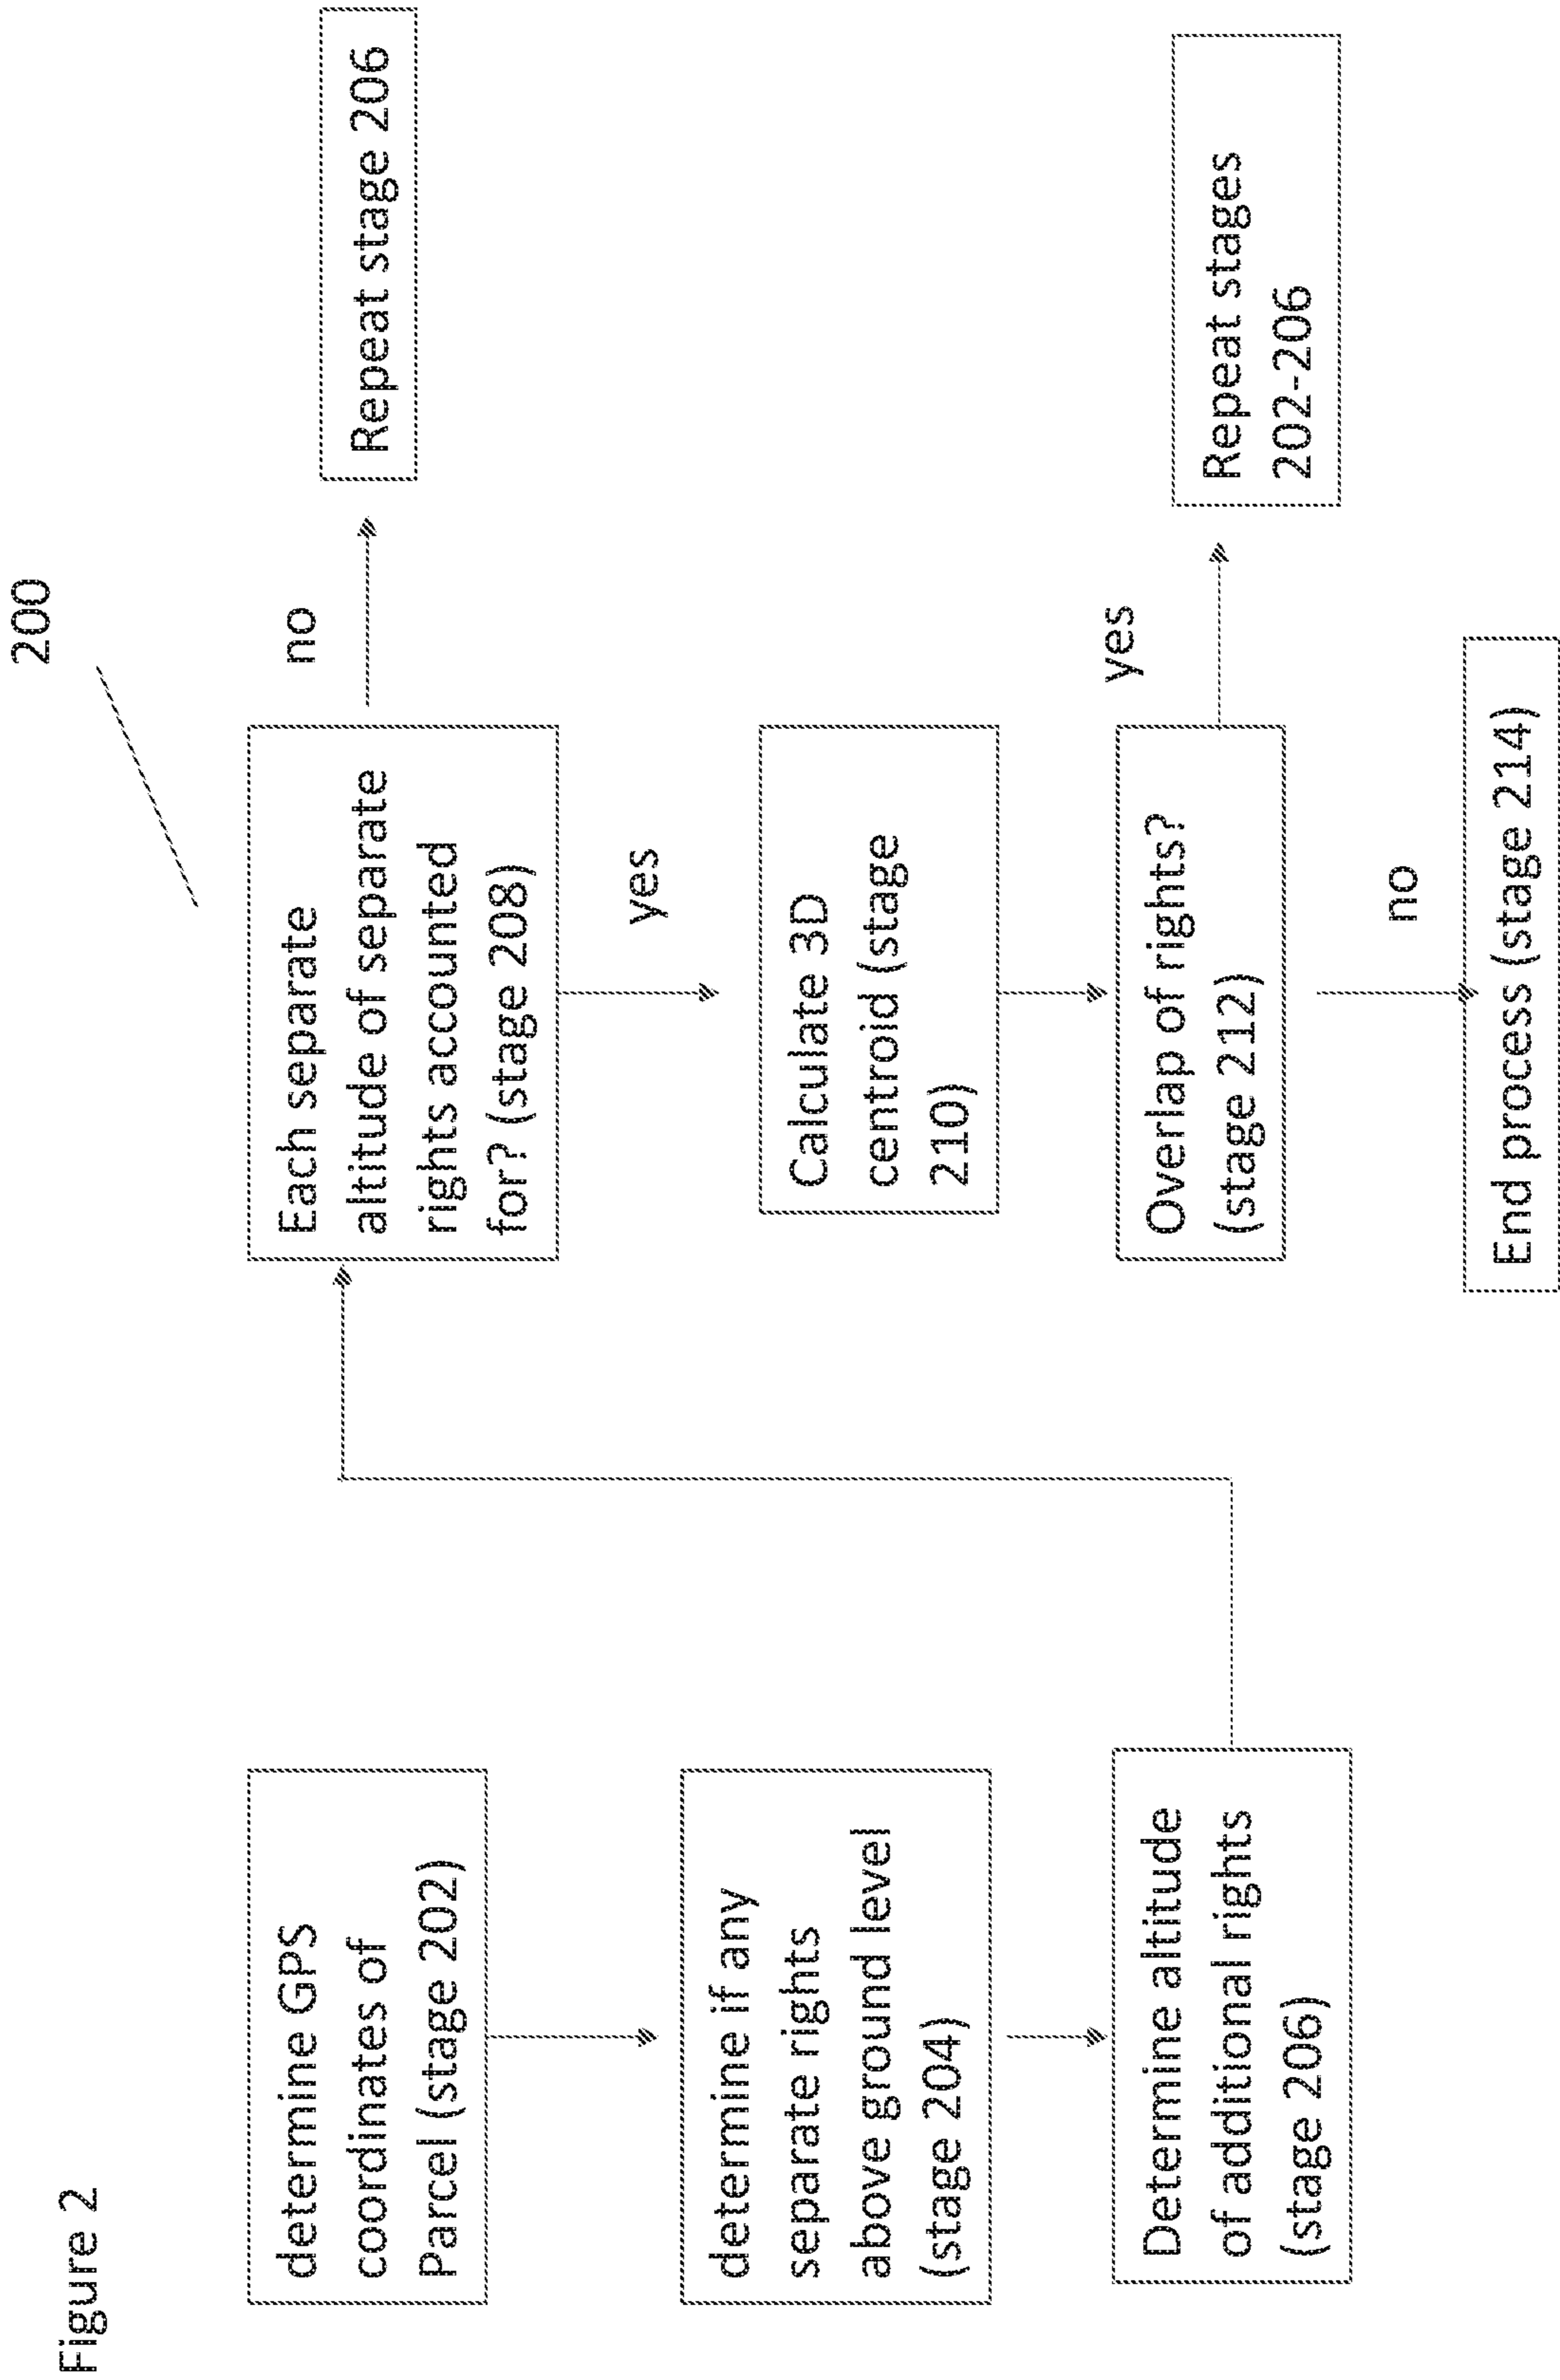 Figure 2
200
determine GPS
coordinates of
Parcel (stage 202)
determine if any
separate rights
above ground level
(stage 204)
Determine altitude
of additional rights
(stage 206)
Each separate
altitude of separate
rights accounted
for? (stage 208)
no
Repeat stage 206
yes
Calculate 3D
centroid (stage
210)
Overlap of rights?
(stage 212)
yes
Repeat stages
202-206
no
End process (stage 214)